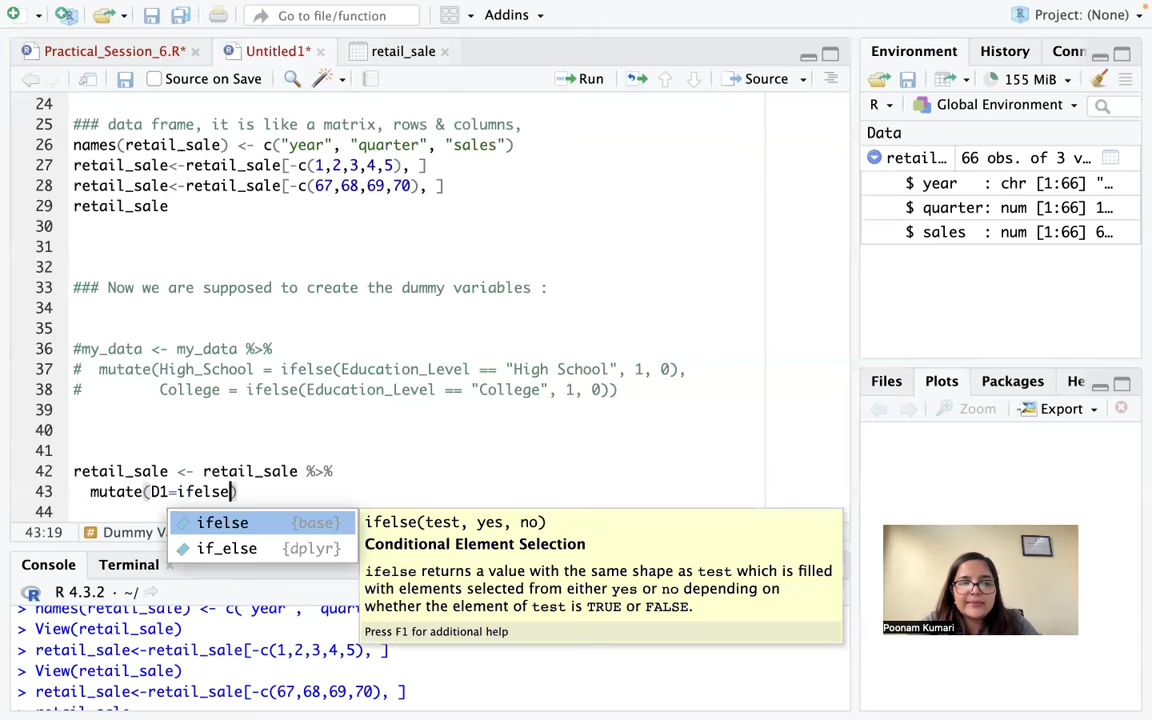 Go to file/function
Addins
Project: (None)
Practical_Session_6.R*
Untitled1*
retail_sale
Source on Save
Run
Source
24
25 ### data frame, it is like a matrix, rows & columns,
26 names(retail_sale) <- c("year", "quarter", "sales")
27 retail_sale<-retail_sale[-c(1,2,3,4,5), ]
28 retail_sale<-retail_sale[-c(67,68,69,70), ]
29 retail_sale
30
31
32
33 ### Now we are supposed to create the dummy variables :
34
35
36 #my_data <- my_data %>%
37 #  mutate(High_School = ifelse(Education_Level == "High School", 1, 0),
38 #         College = ifelse(Education_Level == "College", 1, 0))
39
40
41
42 retail_sale <- retail_sale %>%
43   mutate(D1=ifelse)
44
ifelse {base}
if_else {dplyr}
ifelse(test, yes, no)
Conditional Element Selection
ifelse returns a value with the same shape as test which is filled
with elements selected from either yes or no depending on
whether the element of test is TRUE or FALSE.
Press F1 for additional help
43:19
# Dummy V
Console
Terminal
R 4.3.2 · ~/
> names(retail_sale) <- c( year ,  quart
> View(retail_sale)
> retail_sale<-retail_sale[-c(1,2,3,4,5), ]
> View(retail_sale)
> retail_sale<-retail_sale[-c(67,68,69,70), ]
> retail_sale
Environment
History
Conn
155 MiB
R
Global Environment
Data
retail… 66 obs. of 3 v…
$ year : chr [1:66] "…
$ quarter: num [1:66] 1…
$ sales : num [1:66] 6…
Files
Plots
Packages
He
Zoom
Export
Poonam Kumari